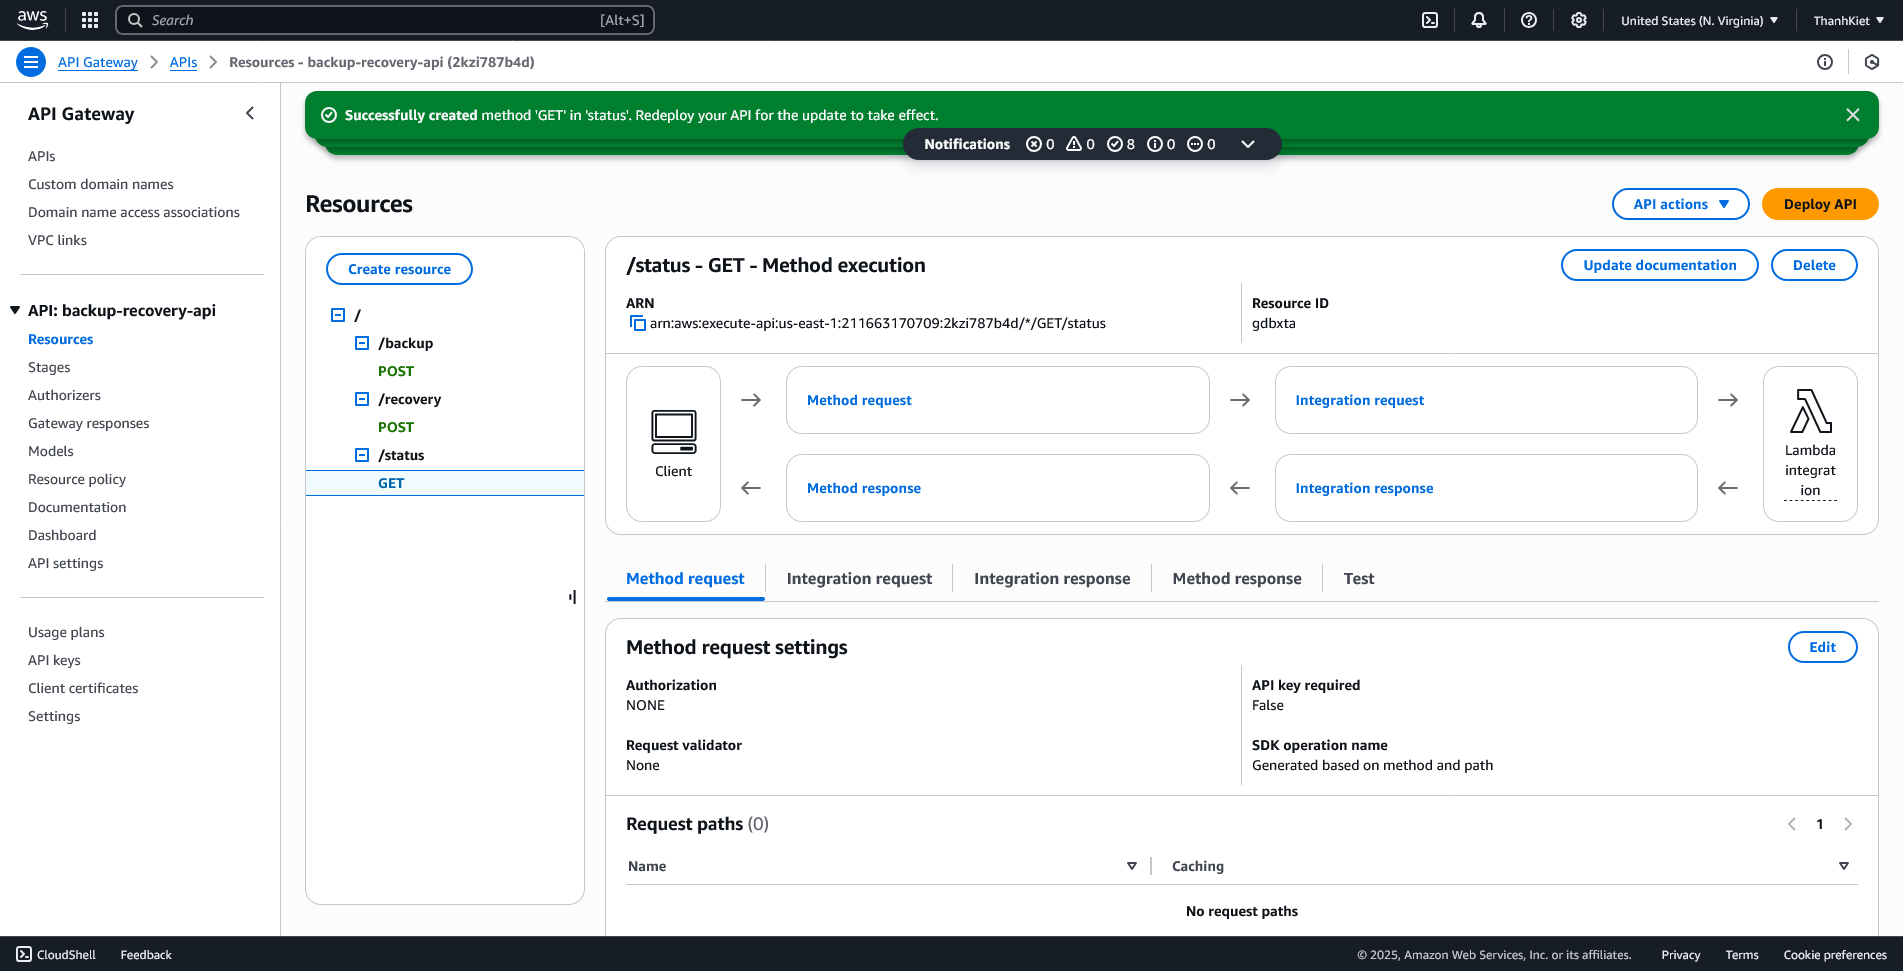 aws
Search [Alt+S]
United States (N. Virginia)
ThanhKiet
API Gateway
APIs
Resources - backup-recovery-api (2kzi787b4d)
API Gateway
APIs
Custom domain names
Domain name access associations
VPC links
API: backup-recovery-api
Resources
Stages
Authorizers
Gateway responses
Models
Resource policy
Documentation
Dashboard
API settings
Usage plans
API keys
Client certificates
Settings
Successfully created method 'GET' in 'status'. Redeploy your API for the update to take effect.
Notifications 0 0 8 0 0
Resources
API actions
Deploy API
Create resource
/
/backup
POST
/recovery
POST
/status
GET
/status - GET - Method execution
Update documentation
Delete
ARN
arn:aws:execute-api:us-east-1:211663170709:2kzi787b4d/*/GET/status
Resource ID
gdbxta
Client
Method request
Integration request
Method response
Integration response
Lambda
integrat
ion
Method request
Integration request
Integration response
Method response
Test
Method request settings
Edit
Authorization
NONE
API key required
False
Request validator
None
SDK operation name
Generated based on method and path
Request paths (0)
1
Name
Caching
No request paths
CloudShell
Feedback
© 2025, Amazon Web Services, Inc. or its affiliates.
Privacy
Terms
Cookie preferences